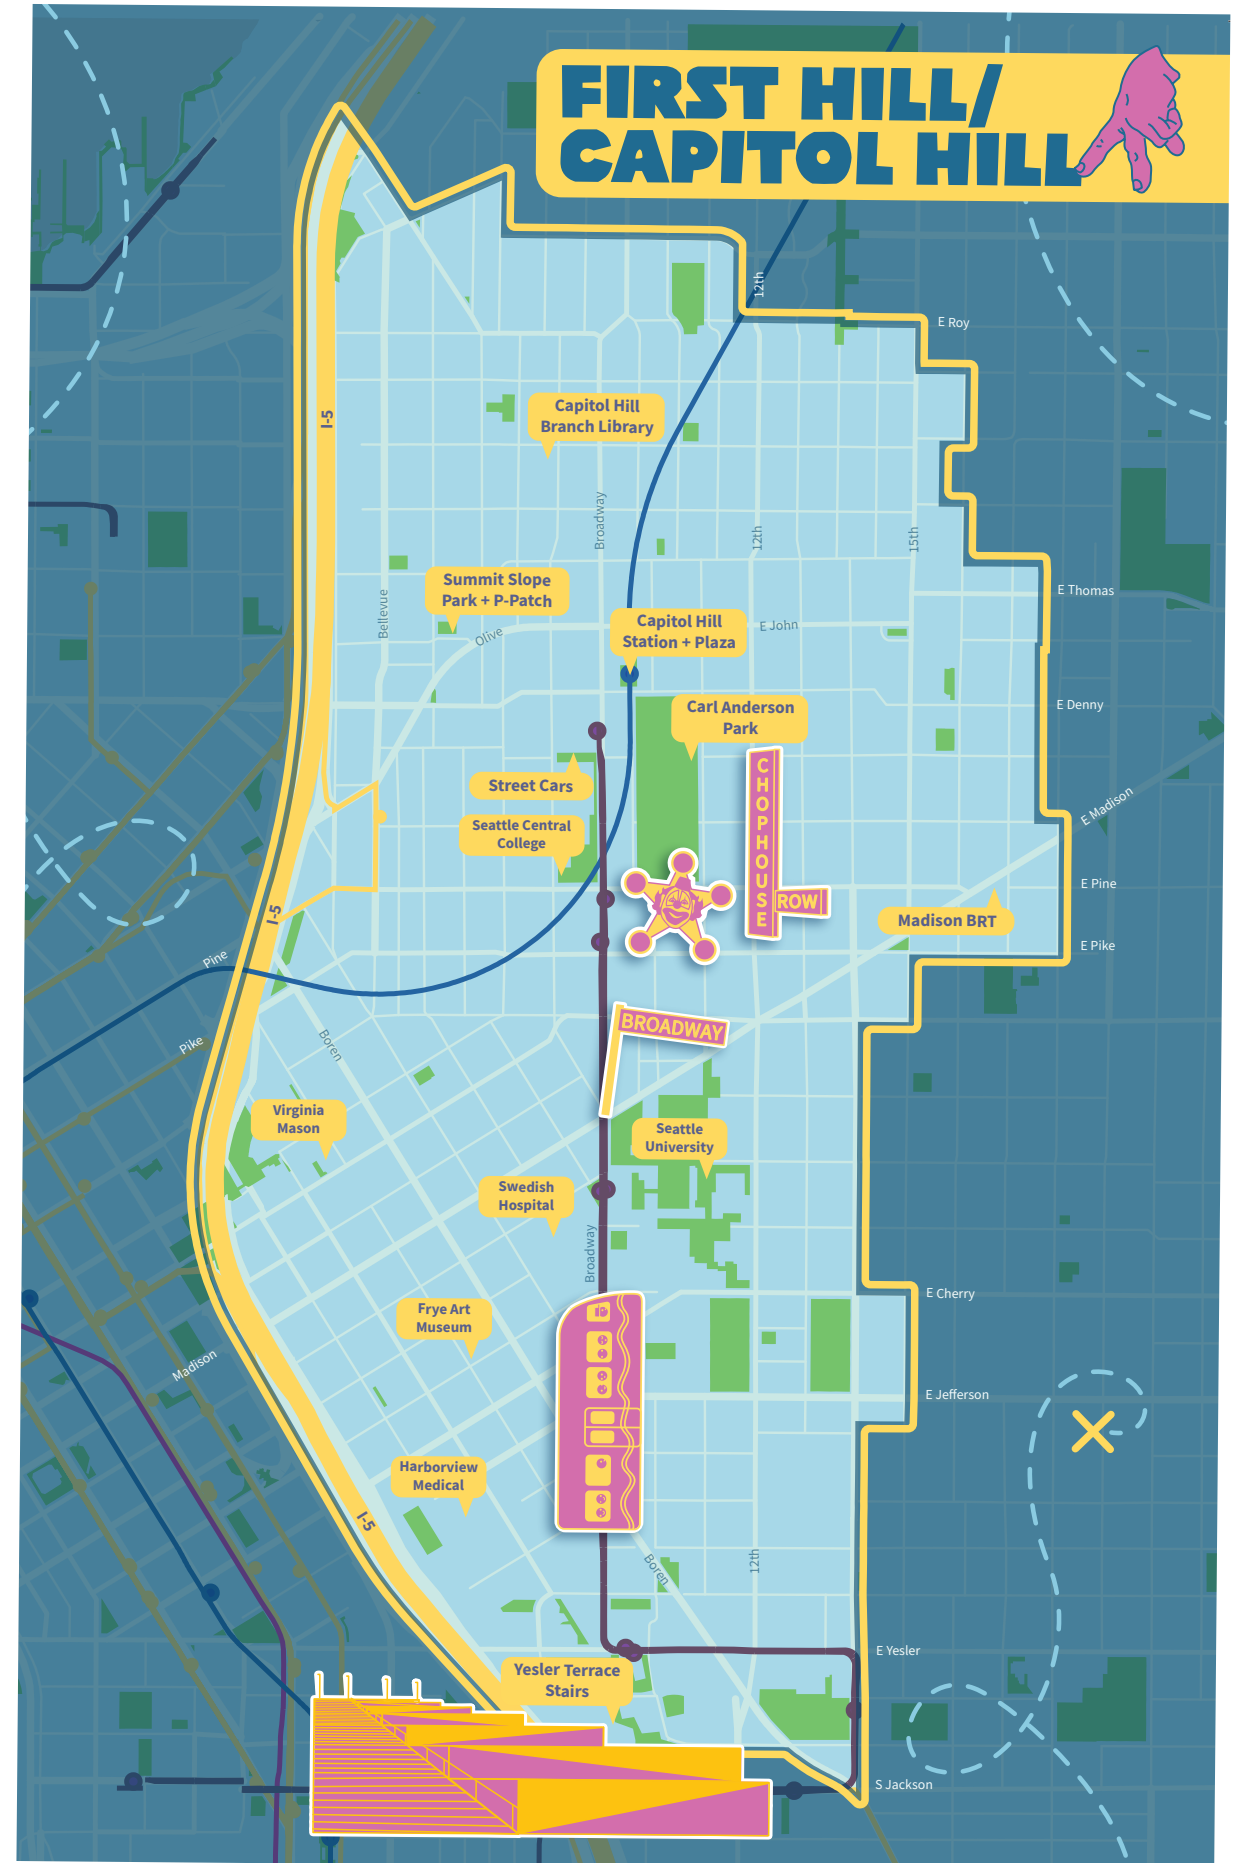 FIRST HILL/
CAPITOL HILL
12th
E Roy
I-5
Capitol Hill
Branch Library
Broadway
12th
15th
Summit Slope
Park + P-Patch
Bellevue
Olive
Capitol Hill
Station + Plaza
E John
E Thomas
Carl Anderson
Park
E Denny
Street Cars
CHOPHOUSE
ROW
Seattle Central
College
E Madison
E Pine
I-5
Madison BRT
E Pike
Pine
Pike
Boren
BROADWAY
Virginia
Mason
Seattle
University
Swedish
Hospital
Broadway
E Cherry
Frye Art
Museum
Madison
E Jefferson
Harborview
Medical
I-5
Boren
12th
E Yesler
Yesler Terrace
Stairs
S Jackson